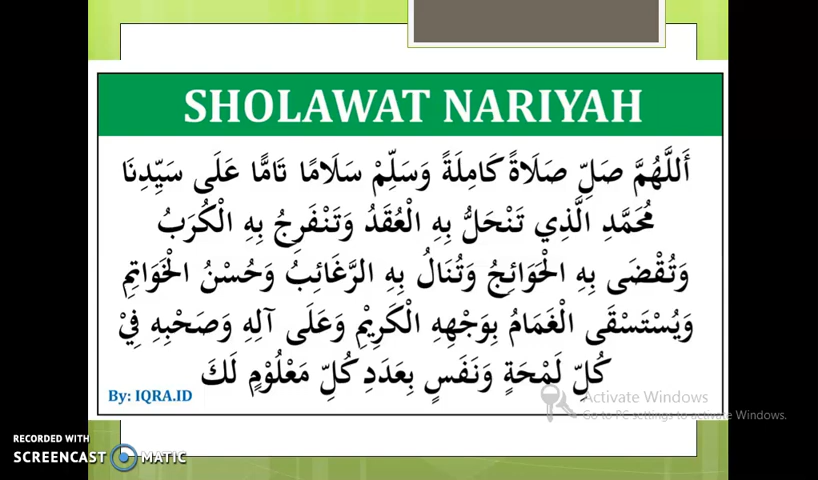 SHOLAWAT NARIYAH
أَللَّهُمَّ صَلِّ صَلَاةً كَامِلَةً وَسَلِّمْ سَلَامًا تَامًّا عَلَى سَيِّدِنَا
مُحَمَّدِ الَّذِي تَنْحَلُّ بِهِ الْعُقَدُ وَتَنْفَرِجُ بِهِ الْكُرَبُ
وَتُقْضَى بِهِ الْحَوَائِجُ وَتُنَالُ بِهِ الرَّغَائِبُ وَحُسْنُ الْخَوَاتِمِ
وَيُسْتَسْقَى الْغَمَامُ بِوَجْهِهِ الْكَرِيْمِ وَعَلَى آلِهِ وَصَحْبِهِ فِيْ
كُلِّ لَمْحَةٍ وَنَفَسٍ بِعَدَدِ كُلِّ مَعْلُوْمٍ لَكَ
By: IQRA.ID
Activate Windows
Go to PC settings to activate Windows.
RECORDED WITH
SCREENCAST MATIC